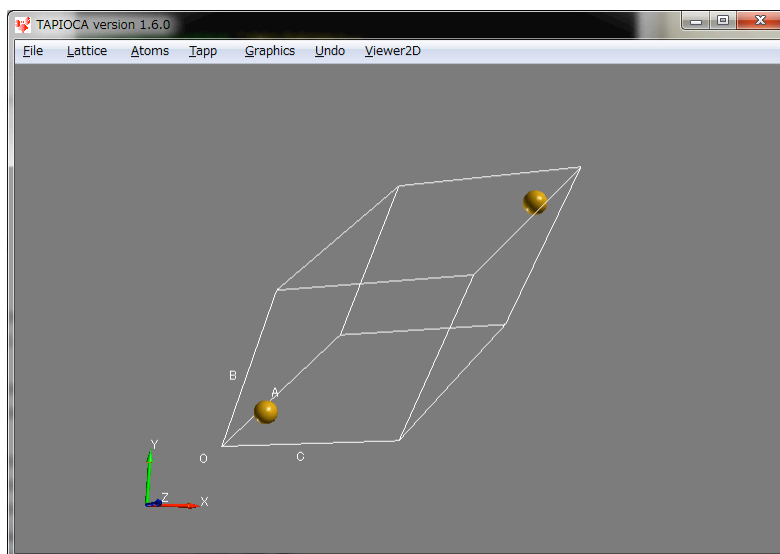 TAPIOCA version 1.6.0
File Lattice Atoms Tapp Graphics Undo Viewer2D
B
A
O
C
Y
Z
X